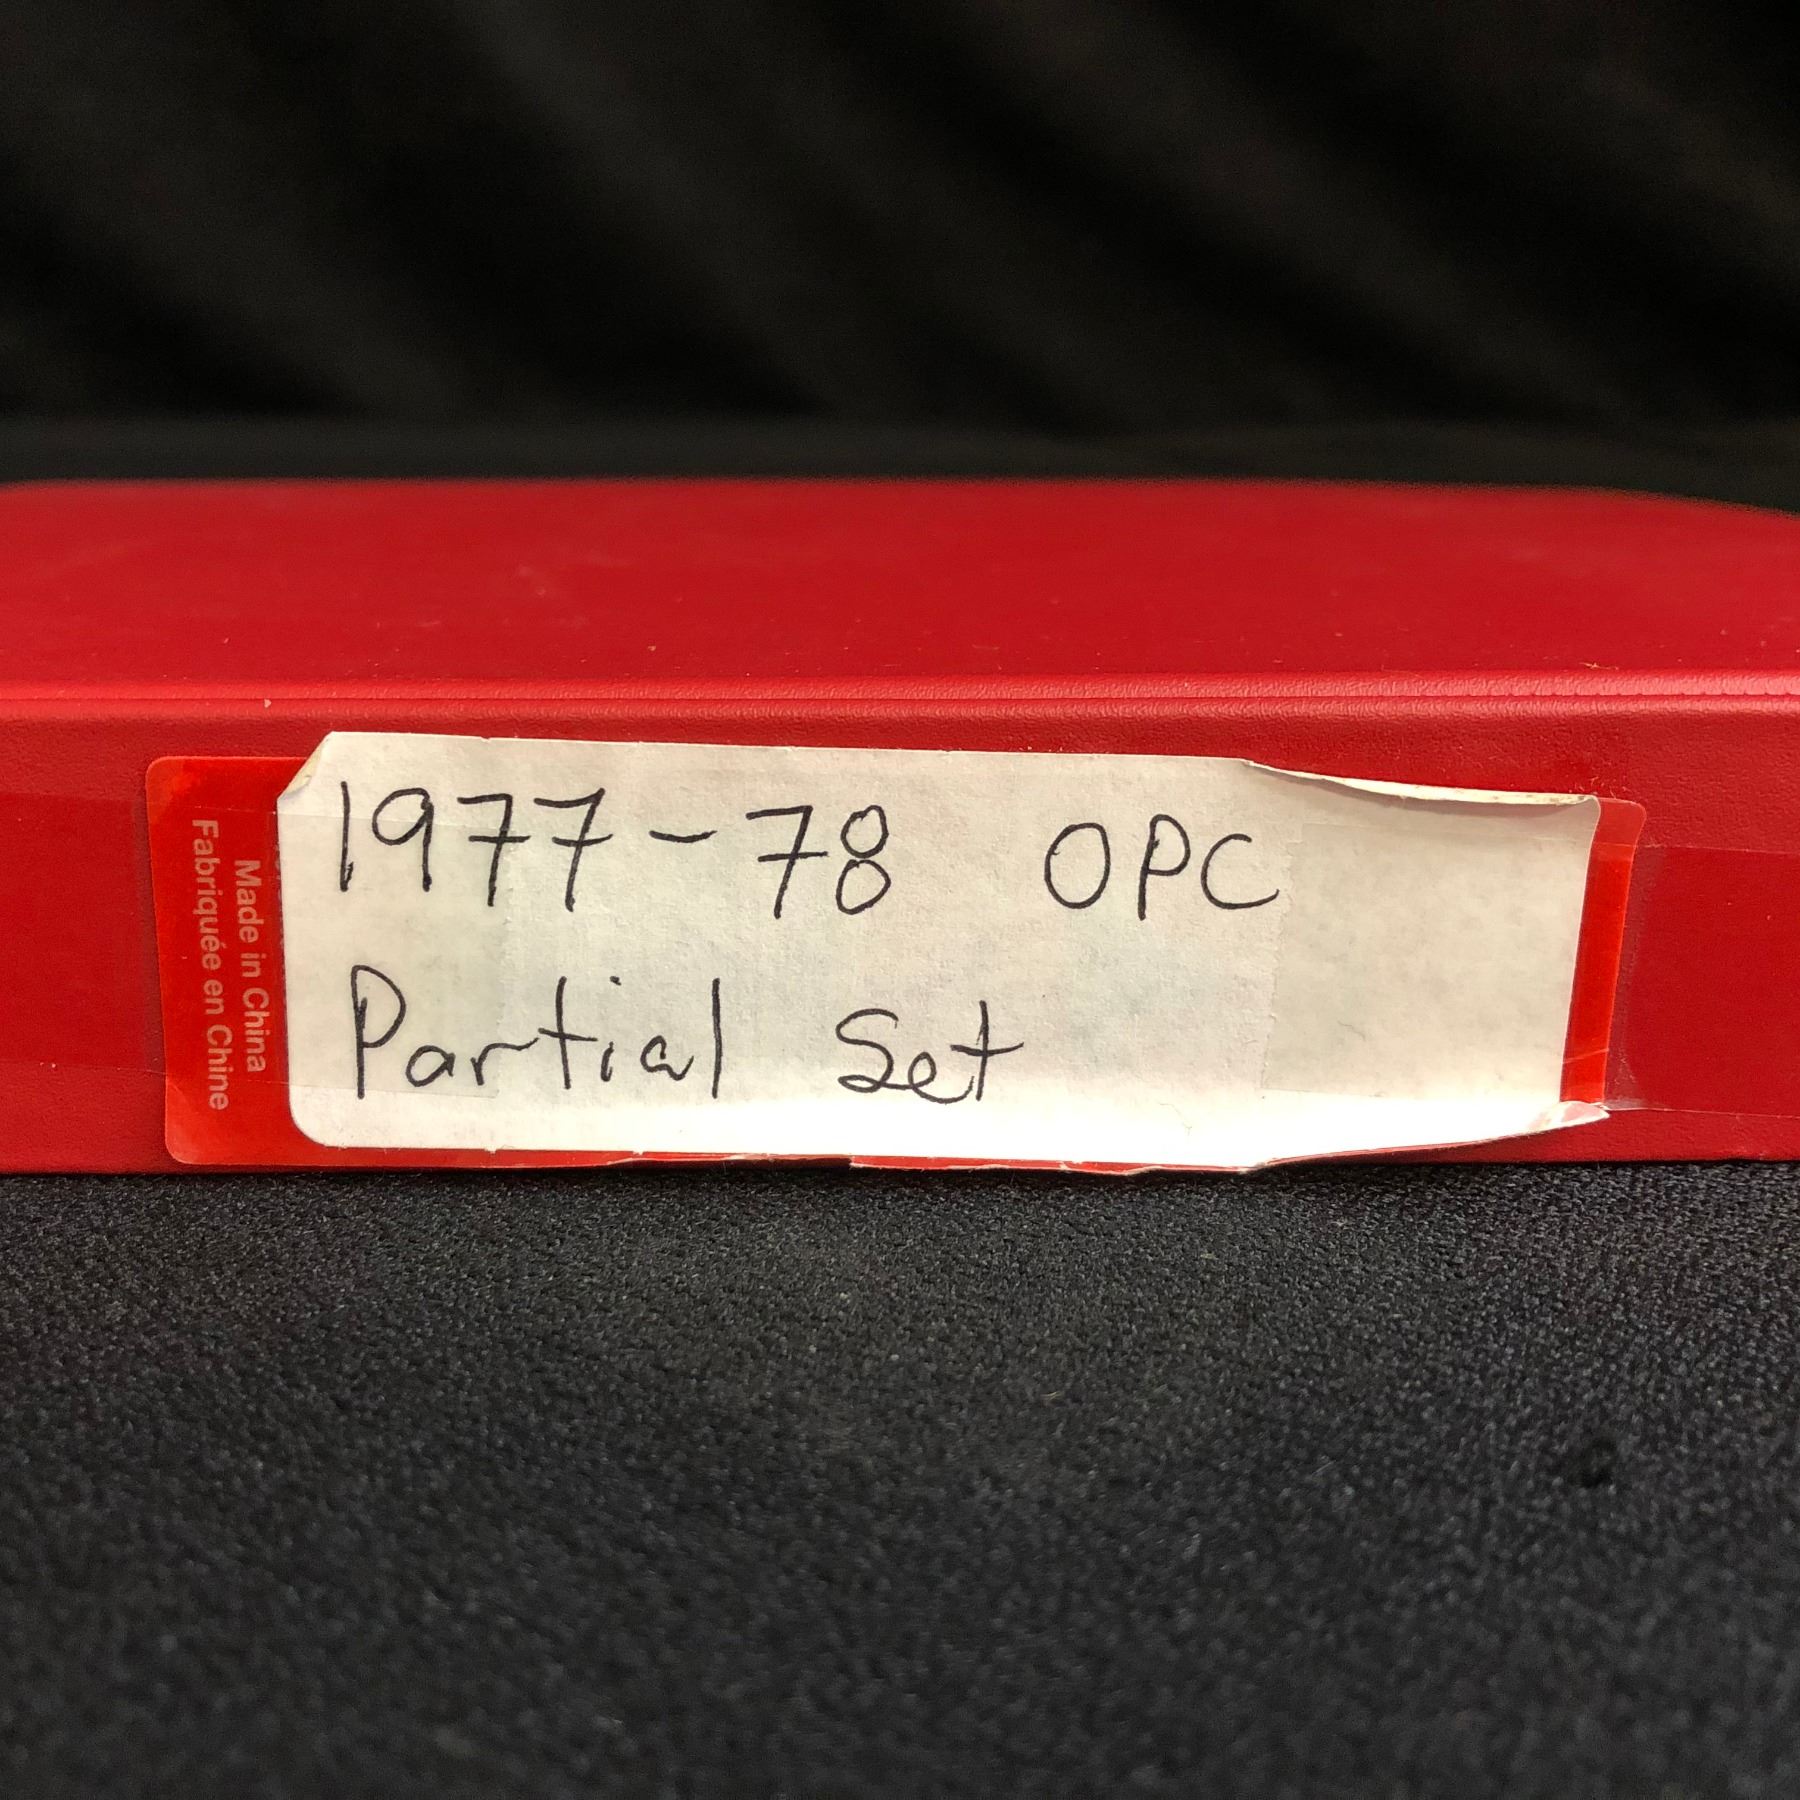 1977-78 OPC
Partial Set
Made in China
Fabriquée en Chine